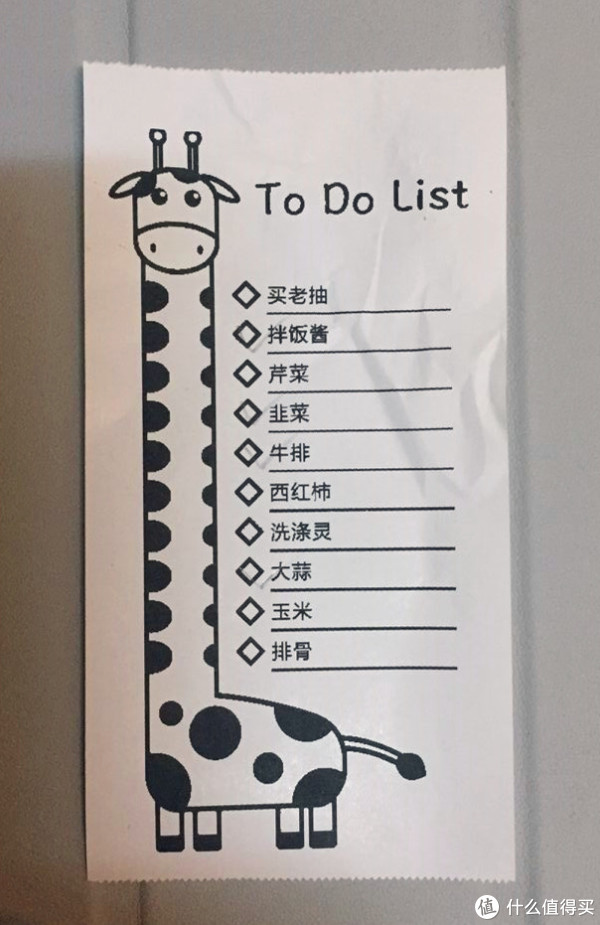 To Do List
买老抽
拌饭酱
芹菜
韭菜
牛排
西红柿
洗涤灵
大蒜
玉米
排骨
值 什么值得买